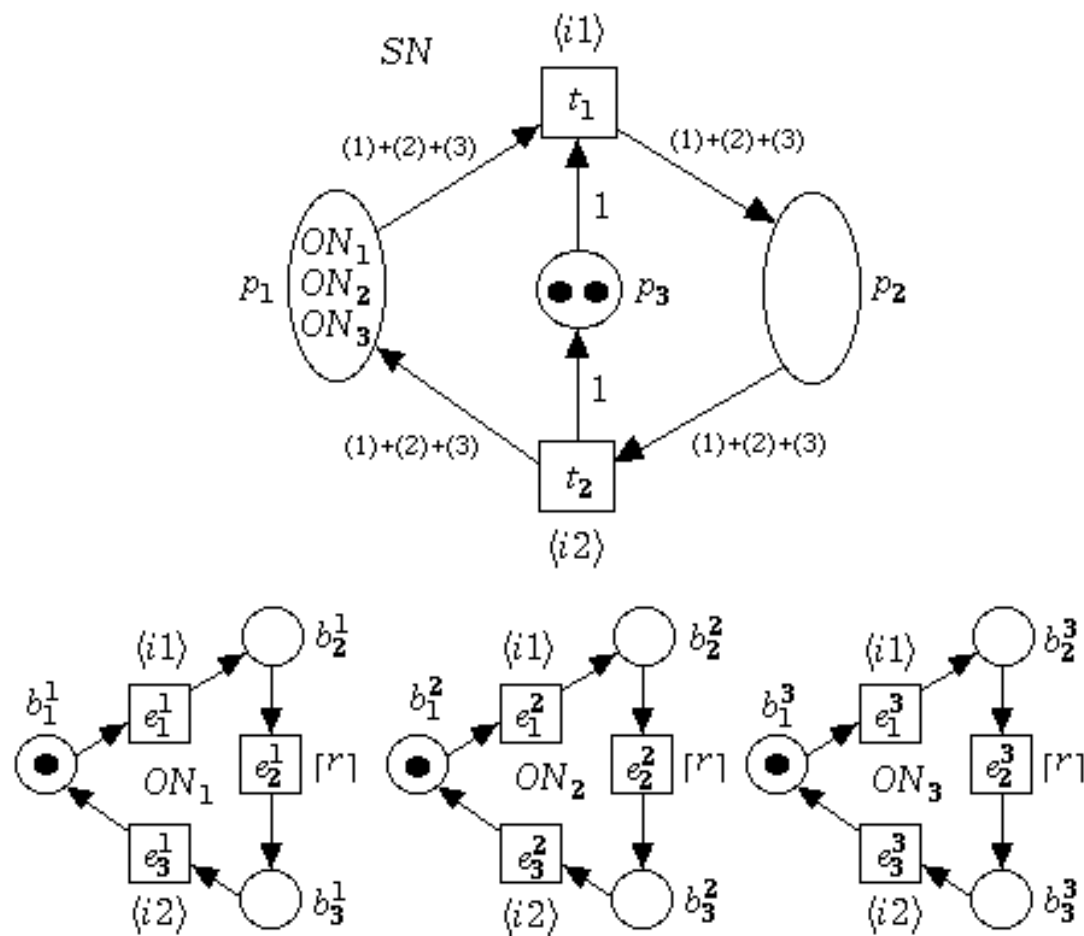 ⟨i1⟩
SN
t₁
(1)+(2)+(3) (1)+(2)+(3)
1
ON₁
p₁ ON₂ p₃ p₂
ON₃
1
(1)+(2)+(3) (1)+(2)+(3)
t₂
⟨i2⟩
⟨i1⟩ b₂¹ ⟨i1⟩ b₂² ⟨i1⟩ b₂³
b₁¹ e₁¹ b₁² e₁² b₁³ e₁³
ON₁ e₂¹ ⌈r⌉ ON₂ e₂² ⌈r⌉ ON₃ e₂³ ⌈r⌉
e₃¹ e₃² e₃³
⟨i2⟩ b₃¹ ⟨i2⟩ b₃² ⟨i2⟩ b₃³